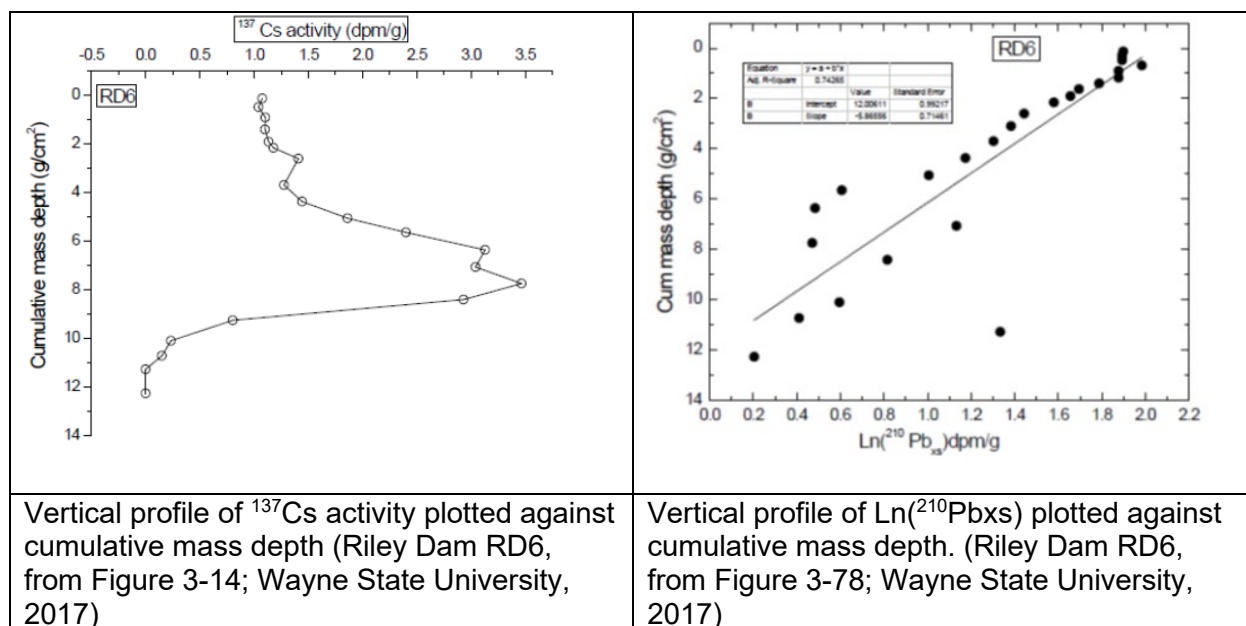 137 Cs activity (dpm/g)
-0.5 0.0 0.5 1.0 1.5 2.0 2.5 3.0 3.5
RD6
0
2
4
6
8
10
12
14
Cumulative mass depth (g/cm2)
RD6
Equation y = a + b*x
Adj. R-Square 0.74265
Value Standard Error
B Intercept 12.00611 0.99217
B Slope
0
2
4
6
8
10
12
14
Cum mass depth (g/cm2)
0.0 0.2 0.4 0.6 0.8 1.0 1.2 1.4 1.6 1.8 2.0 2.2
Ln(210 Pbxs)dpm/g
Vertical profile of 137Cs activity plotted against
cumulative mass depth (Riley Dam RD6,
from Figure 3-14; Wayne State University,
2017)
Vertical profile of Ln(210Pbxs) plotted against
cumulative mass depth. (Riley Dam RD6,
from Figure 3-78; Wayne State University,
2017)